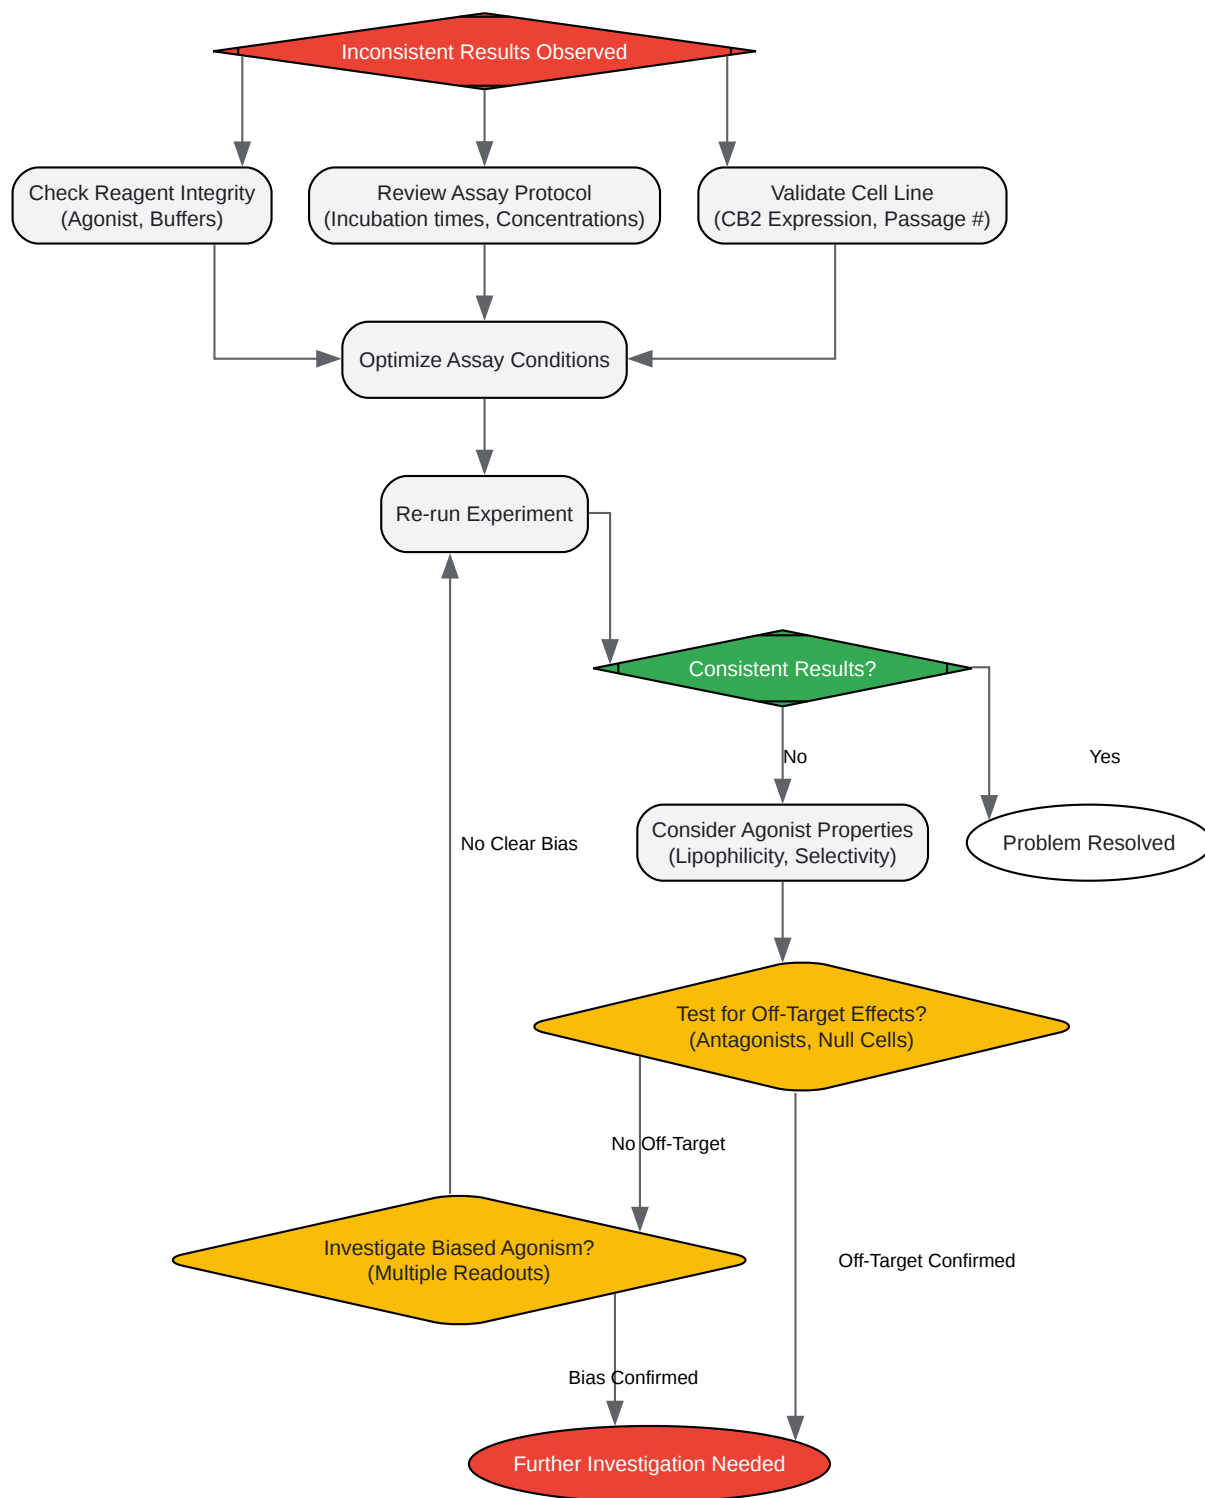 Inconsistent Results Observed
Check Reagent Integrity
(Agonist, Buffers)
Review Assay Protocol
(Incubation times, Concentrations)
Validate Cell Line
(CB2 Expression, Passage #)
Optimize Assay Conditions
Re-run Experiment
Consistent Results?
No
Yes
No Clear Bias
Consider Agonist Properties
(Lipophilicity, Selectivity)
Problem Resolved
Test for Off-Target Effects?
(Antagonists, Null Cells)
No Off-Target
Investigate Biased Agonism?
(Multiple Readouts)
Off-Target Confirmed
Bias Confirmed
Further Investigation Needed